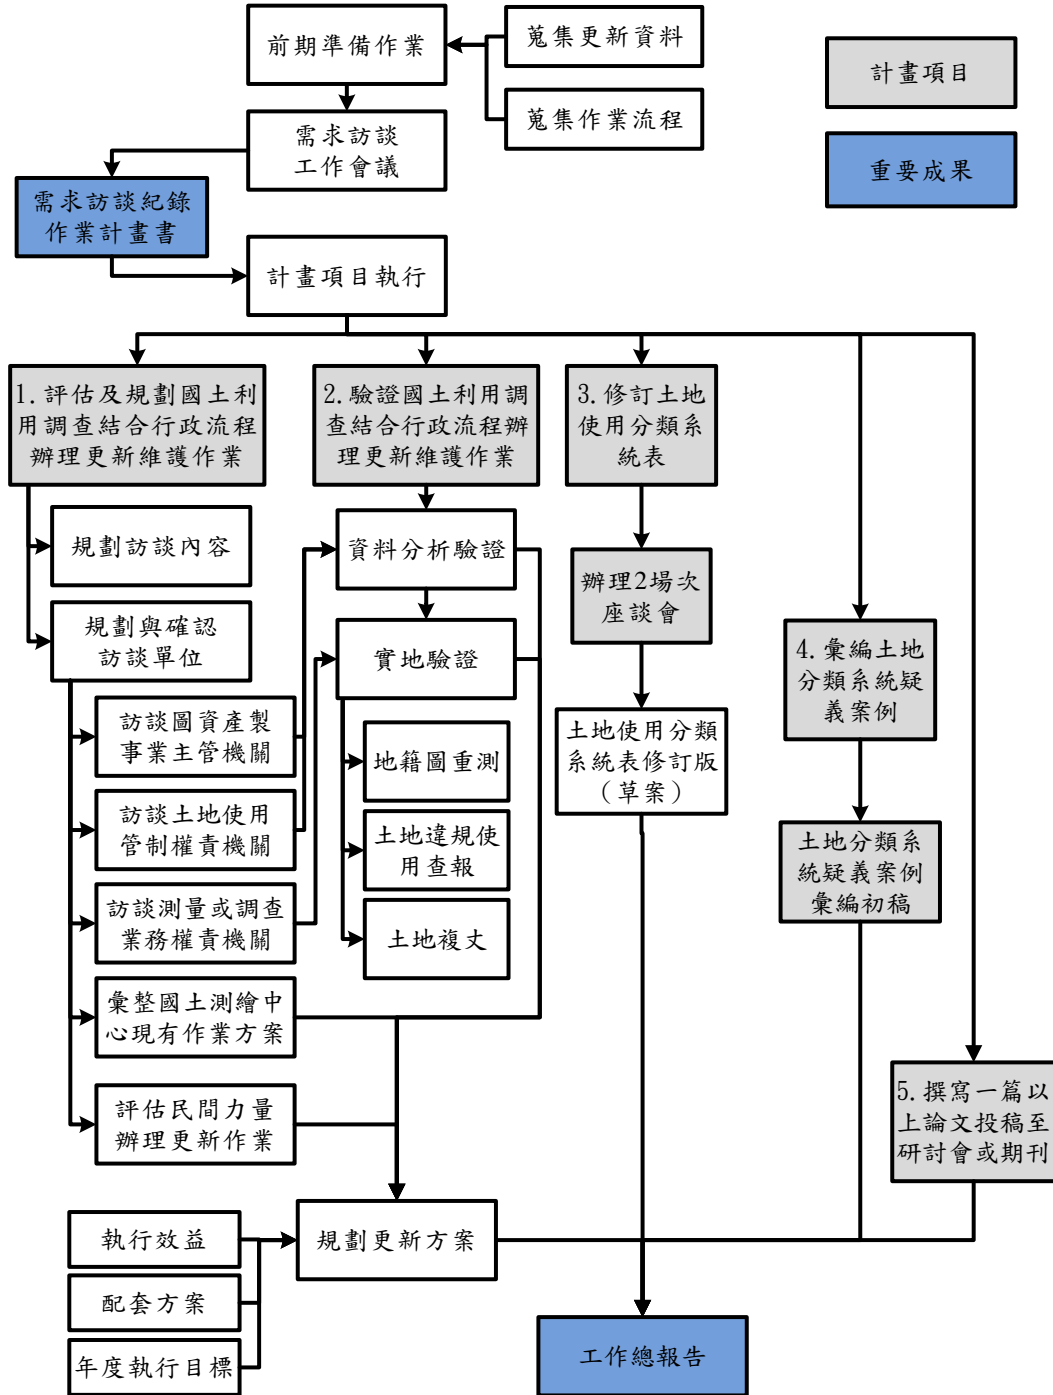 前期準備作業
蒐集更新資料
蒐集作業流程
計畫項目
重要成果
需求訪談
工作會議
需求訪談紀錄
作業計畫書
計畫項目執行
1.評估及規劃國土利
用調查結合行政流程
辦理更新維護作業
2.驗證國土利用調
查結合行政流程辦
理更新維護作業
3.修訂土地
使用分類系
統表
規劃訪談內容
規劃與確認
訪談單位
訪談圖資產製
事業主管機關
訪談土地使用
管制權責機關
訪談測量或調查
業務權責機關
彙整國土測繪中
心現有作業方案
評估民間力量
辦理更新作業
資料分析驗證
實地驗證
地籍圖重測
土地違規使
用查報
土地複丈
辦理2場次
座談會
土地使用分類
系統表修訂版
（草案）
4.彙編土地
分類系統疑
義案例
土地分類系
統疑義案例
彙編初稿
5.撰寫一篇以
上論文投稿至
研討會或期刊
執行效益
配套方案
年度執行目標
規劃更新方案
工作總報告